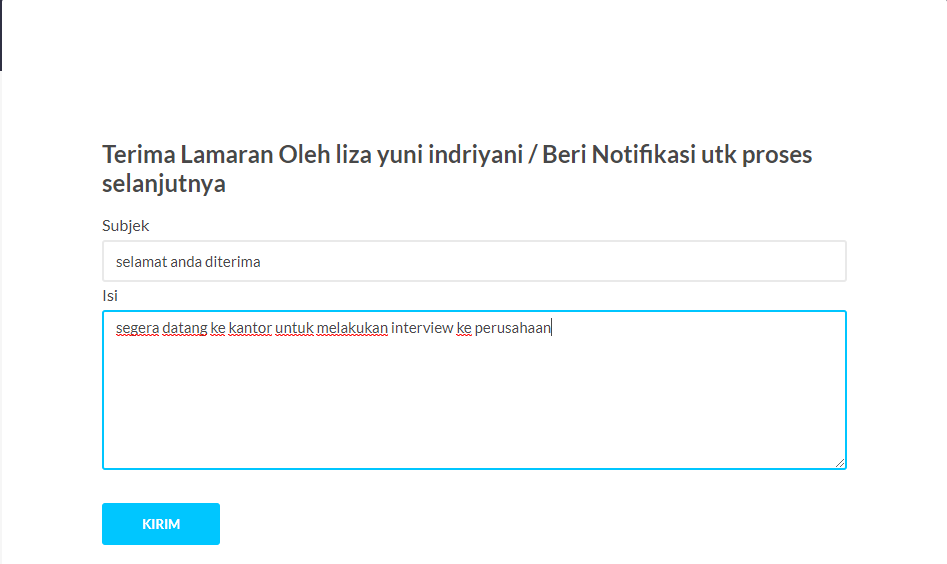 Terima Lamaran Oleh liza yuni indriyani / Beri Notifikasi utk proses
selanjutnya
Subjek
selamat anda diterima
Isi
segera datang ke kantor untuk melakukan interview ke perusahaan
KIRIM